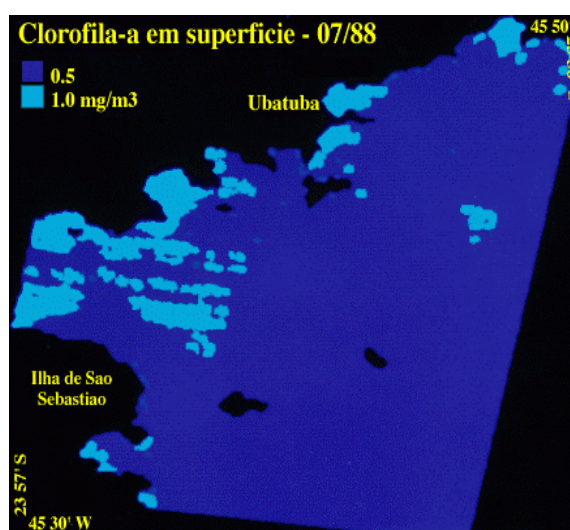 Clorofila-a em superficie - 07/88
45 50'
0.5
1.0 mg/m3
Ubatuba
Ilha de Sao
Sebastiao
23 57' S
45 30' W